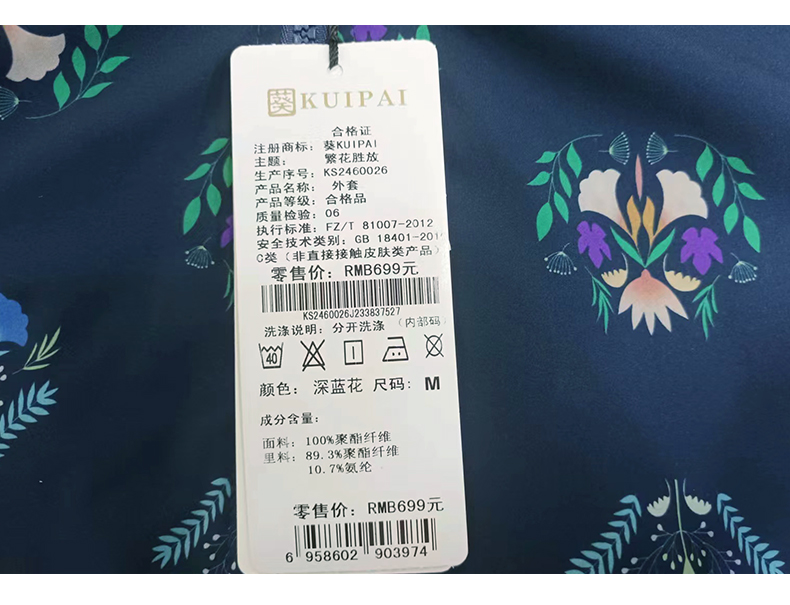 葵 KUIPAI
合格证
注册商标: 葵KUIPAI
主题: 繁花胜放
生产序号: KS2460026
产品名称: 外套
产品等级: 合格品
质量检验: 06
执行标准: FZ/T 81007-2012
安全技术类别: GB 18401-201
C类 (非直接接触皮肤类产品)
零售价: RMB699元
KS2460026J233837527
洗涤说明: 分开洗涤 (内部码)
40
颜色: 深蓝花 尺码: M
成分含量:
面料: 100%聚酯纤维
里料: 89.3%聚酯纤维
10.7%氨纶
零售价: RMB699元
6 958602 903974